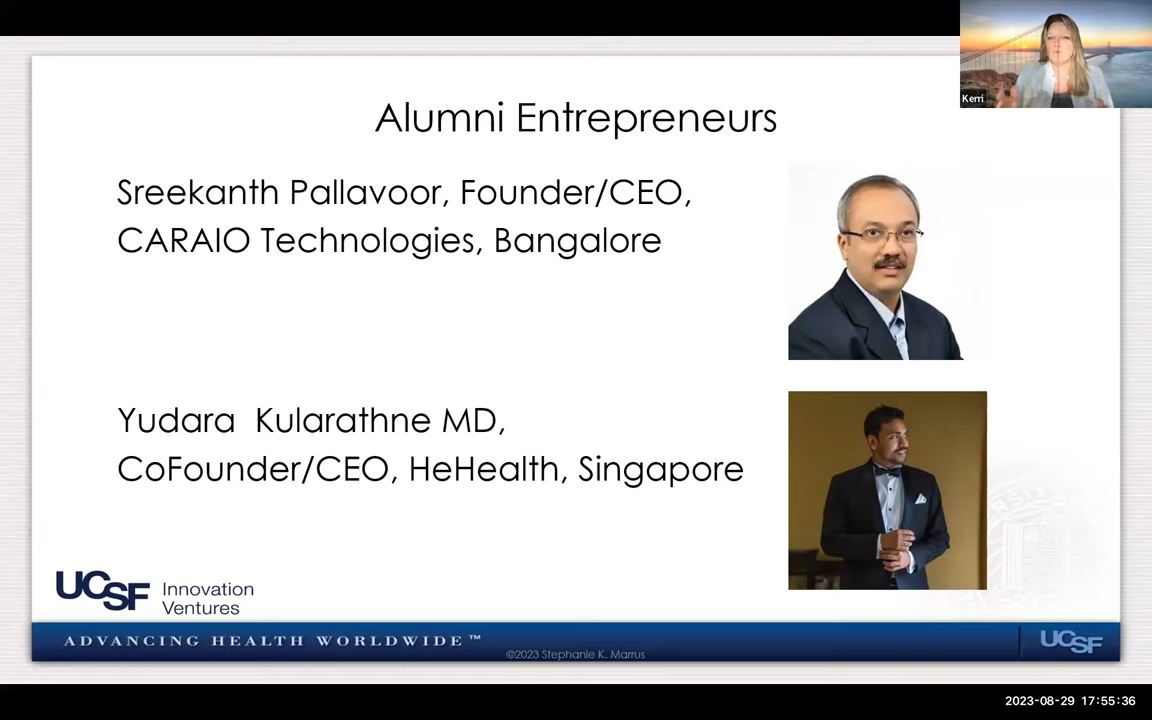 Kerri
Alumni Entrepreneurs
Sreekanth Pallavoor, Founder/CEO,
CARAIO Technologies, Bangalore
Yudara Kularathne MD,
CoFounder/CEO, HeHealth, Singapore
UCSF Innovation
Ventures
ADVANCING HEALTH WORLDWIDE™
©2023 Stephanie K. Marrus
UCSF
2023-08-29 17:55:36